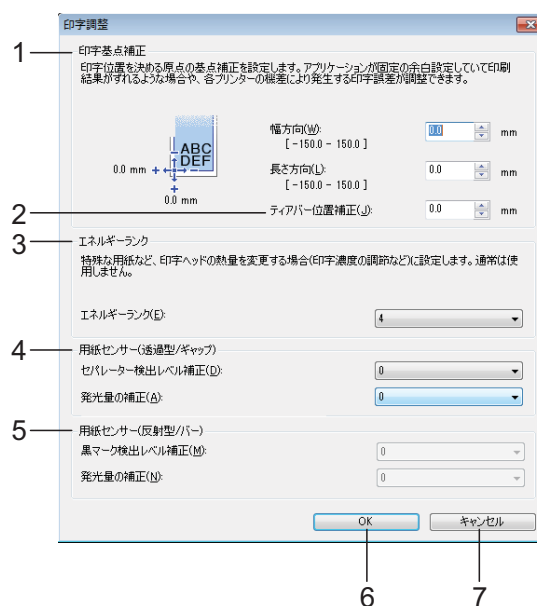 印字調整
1
印字基点補正
印字位置を決める原点の基点補正を設定します。アプリケーションが固定の余白設定していて印刷
結果がずれるような場合や、各プリンターの機差により発生する印字誤差が調整できます。
ABC
DEF
0.0 mm
0.0 mm
幅方向(W):
[ -150.0 - 150.0 ]
0.0
mm
長さ方向(L):
[ -150.0 - 150.0 ]
0.0
mm
2
ティアバー位置補正(J):
0.0
mm
3
エネルギーランク
特殊な用紙など、印字ヘッドの熱量を変更する場合(印字濃度の調節など)に設定します。通常は使
用しません。
エネルギーランク(E):
4
4
用紙センサー(透過型/ギャップ)
セパレーター検出レベル補正(D):
0
発光量の補正(A):
0
5
用紙センサー(反射型/バー)
黒マーク検出レベル補正(M):
0
発光量の補正(N):
0
OK
キャンセル
6
7